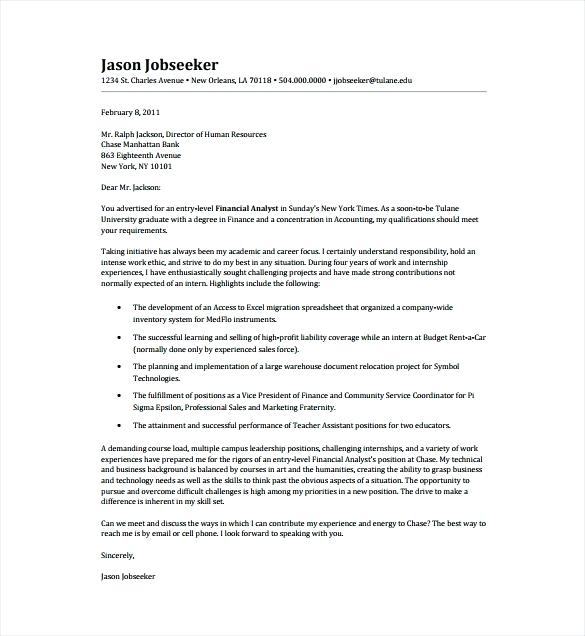 Jason Jobseeker
1234 St. Charles Avenue • New Orleans, LA 70118 • 504.000.0000 • jjobseeker@tulane.edu
February 8, 2011
Mr. Ralph Jackson, Director of Human Resources
Chase Manhattan Bank
863 Eighteenth Avenue
New York, NY 10101
Dear Mr. Jackson:
You advertised for an entry•level Financial Analyst in Sunday's New York Times. As a soon•to•be Tulane
University graduate with a degree in Finance and a concentration in Accounting, my qualifications should meet
your requirements.
Taking initiative has always been my academic and career focus. I certainly understand responsibility, hold an
intense work ethic, and strive to do my best in any situation. During four years of work and internship
experiences, I have enthusiastically sought challenging projects and have made strong contributions not
normally expected of an intern. Highlights include the following:
• The development of an Access to Excel migration spreadsheet that organized a company•wide
inventory system for MedFlo instruments.
• The successful learning and selling of high•profit liability coverage while an intern at Budget Rent•a•Car
(normally done only by experienced sales force).
• The planning and implementation of a large warehouse document relocation project for Symbol
Technologies.
• The fulfillment of positions as a Vice President of Finance and Community Service Coordinator for Pi
Sigma Epsilon, Professional Sales and Marketing Fraternity.
• The attainment and successful performance of Teacher Assistant positions for two educators.
A demanding course load, multiple campus leadership positions, challenging internships, and a variety of work
experiences have prepared me for the rigors of an entry•level Financial Analyst's position at Chase. My technical
and business background is balanced by courses in art and the humanities, creating the ability to grasp business
and technology needs as well as the skills to think past the obvious aspects of a situation. The opportunity to
pursue and overcome difficult challenges is high among my priorities in a new position. The drive to make a
difference is inherent in my skill set.
Can we meet and discuss the ways in which I can contribute my experience and energy to Chase? The best way to
reach me is by email or cell phone. I look forward to speaking with you.
Sincerely,
Jason Jobseeker